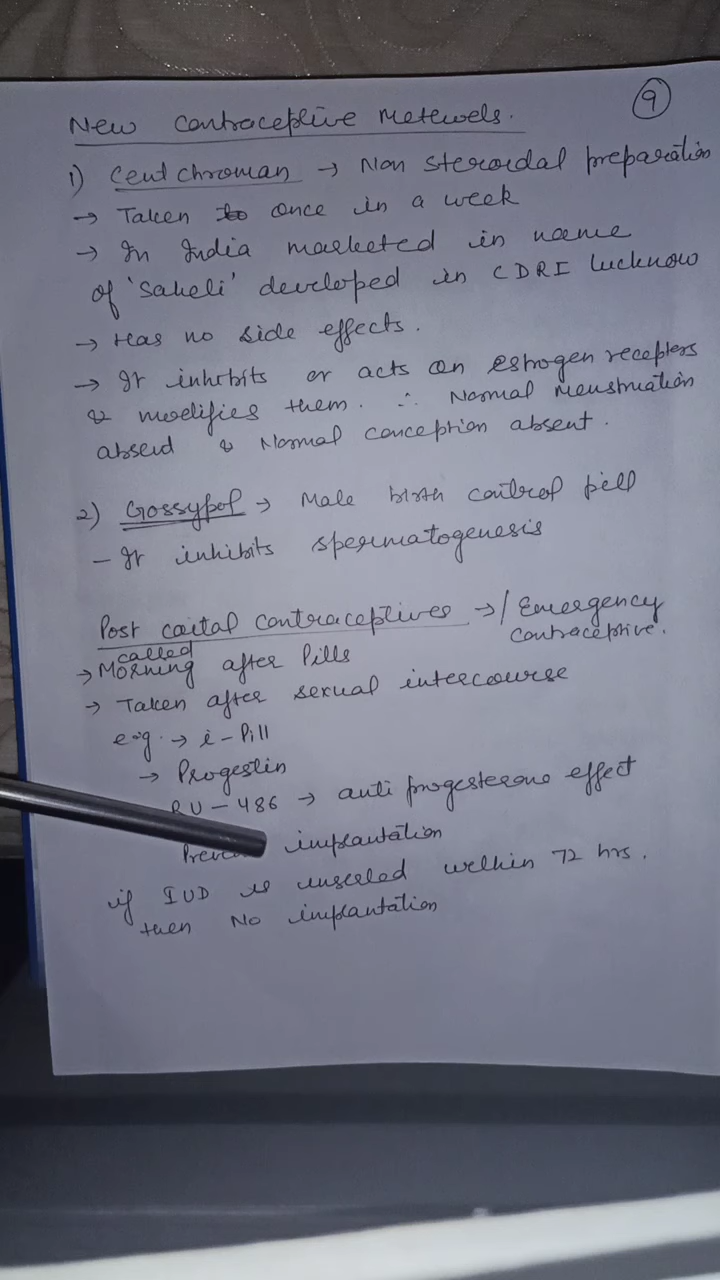 9
New contraceptive Metewels.
1) Centchroman → Non steroidal preparation
→ Taken to once in a week
→ In India marketed in name
of 'Saheli' developed in CDRI lucknow
→ Has no side effects.
→ It inhibits or acts on estrogen recepters
& modifies them. ∴ Normal Menstruation
absend & Normal conception absent.
2) Gossypol → Male birth control pill
– It inhibits spermatogenesis
Post coital contraceptives → / Emergency
contraceptive.
called
→ Morning after Pills
→ Taken after sexual intercourse
e.g. → i-Pill
→ Progestin
RU-486 → anti progesterone effect
implantation
if IUD is inserted within 72 hrs.
then No implantation